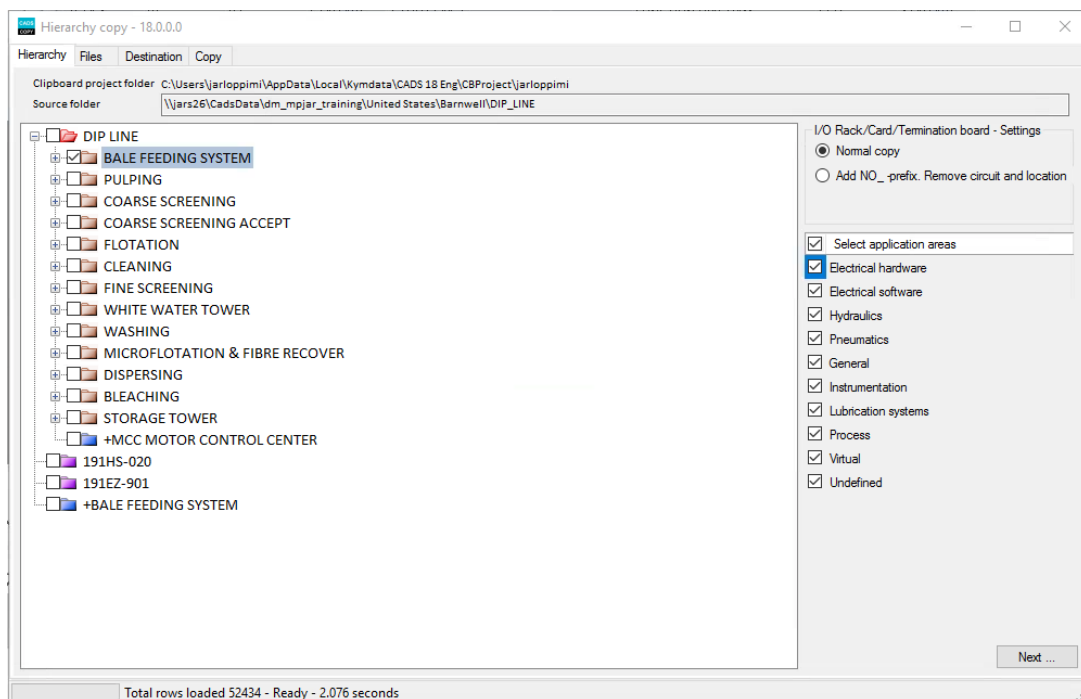 CADS COPY Hierarchy copy - 18.0.0.0
Hierarchy Files Destination Copy
Clipboard project folder C:\Users\jarloppimi\AppData\Local\Kymdata\CADS 18 Eng\CBProject\jarloppimi
Source folder \\jars26\CadsData\dm_mpjar_training\United States\Barnwell\DIP_LINE
DIP LINE
BALE FEEDING SYSTEM
PULPING
COARSE SCREENING
COARSE SCREENING ACCEPT
FLOTATION
CLEANING
FINE SCREENING
WHITE WATER TOWER
WASHING
MICROFLOTATION & FIBRE RECOVER
DISPERSING
BLEACHING
STORAGE TOWER
+MCC MOTOR CONTROL CENTER
191HS-020
191EZ-901
+BALE FEEDING SYSTEM
I/O Rack/Card/Termination board - Settings
Normal copy
Add NO_ -prefix. Remove circuit and location
Select application areas
Electrical hardware
Electrical software
Hydraulics
Pneumatics
General
Instrumentation
Lubrication systems
Process
Virtual
Undefined
Next ...
Total rows loaded 52434 - Ready - 2.076 seconds